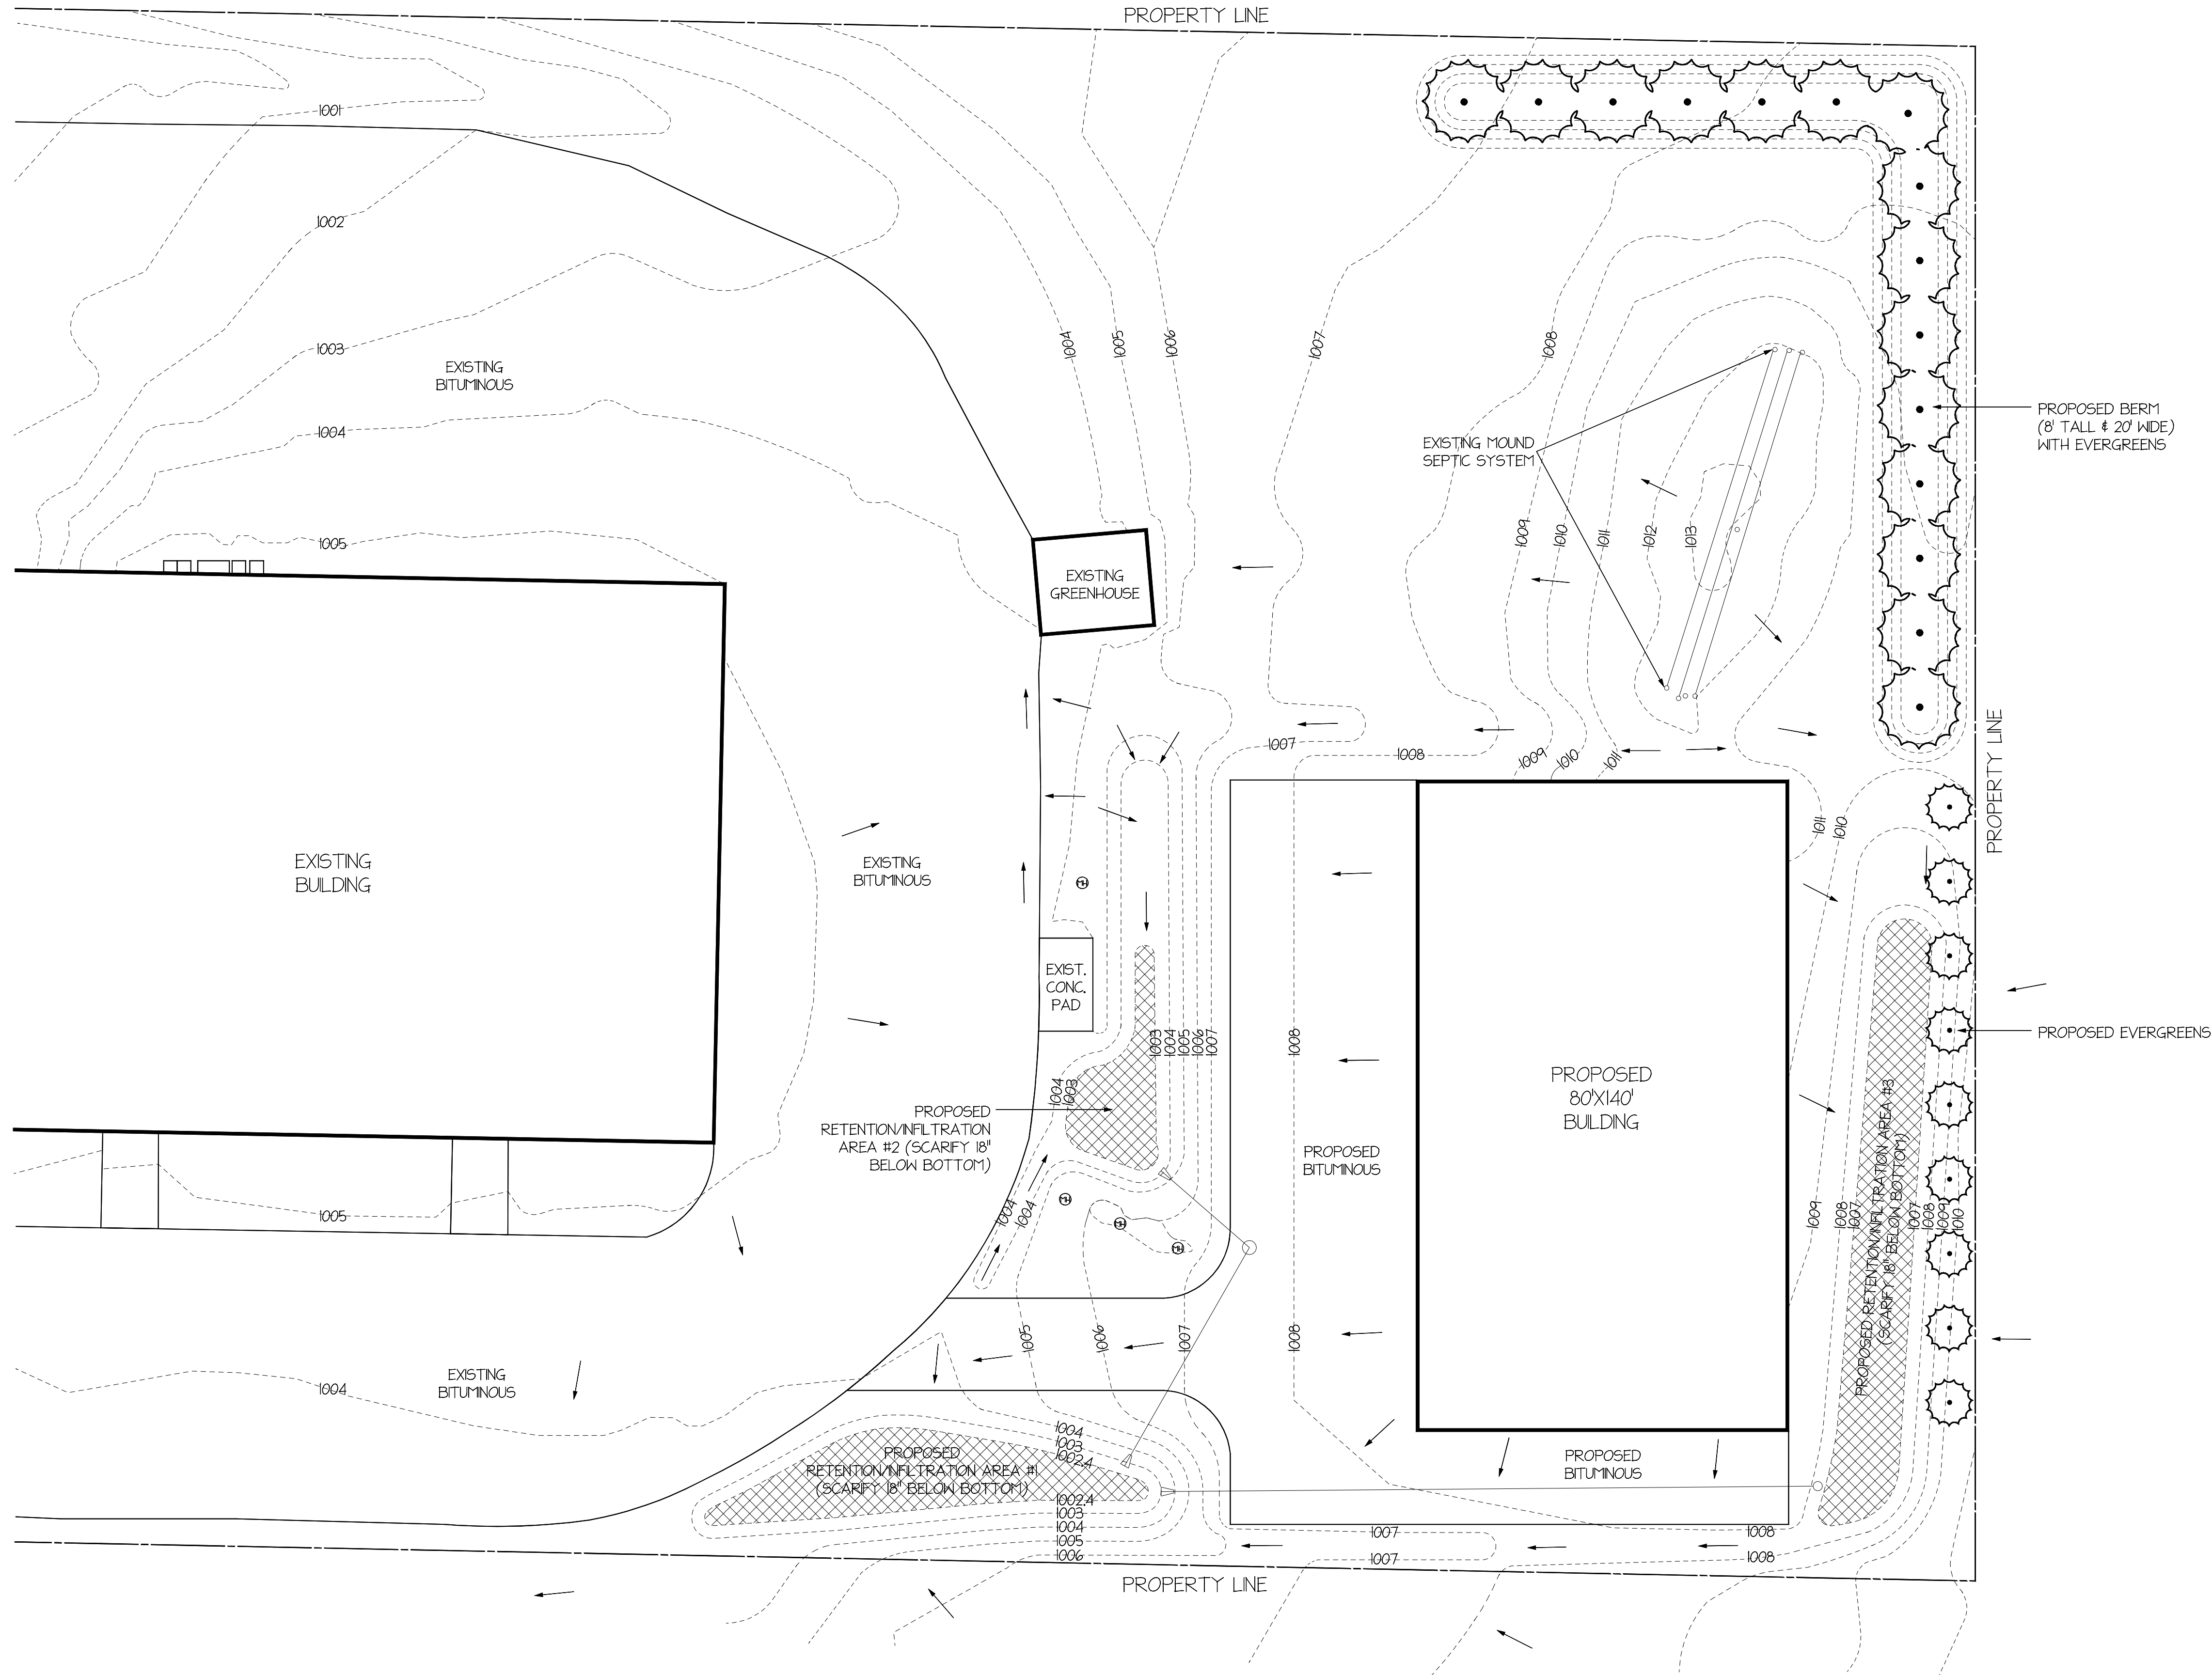 PROPERTY LINE
1001
1002
1003
EXISTING
BITUMINOUS
1004
1005
1004
1005
1006
1007
1008
EXISTING MOUND
SEPTIC SYSTEM
PROPOSED BERM
(8' TALL & 20' WIDE)
WITH EVERGREENS
1009
1010
1011
1012
1013
EXISTING
GREENHOUSE
PROPERTY LINE
1007
1008
1009
1010
1011
1011
1010
EXISTING
BUILDING
EXISTING
BITUMINOUS
MH
EXIST.
CONC.
PAD
1003
1004
1005
1006
1007
1008
1004
1003
PROPOSED
RETENTION/INFILTRATION
AREA #2 (SCARIFY 18"
BELOW BOTTOM)
PROPOSED
BITUMINOUS
PROPOSED
80'X140'
BUILDING
PROPOSED EVERGREENS
PROPOSED RETENTION/INFILTRATION AREA #3
(SCARIFY 18" BELOW BOTTOM)
1009
1008
1007
1007
1008
1009
1010
MH
MH
MH
1004
1004
1005
1005
1006
1007
1008
1004
EXISTING
BITUMINOUS
1004
1003
1002.4
PROPOSED
RETENTION/INFILTRATION AREA #1
(SCARIFY 18" BELOW BOTTOM)
1002.4
1003
1004
1005
1006
PROPOSED
BITUMINOUS
1007
1007
1008
1008
PROPERTY LINE